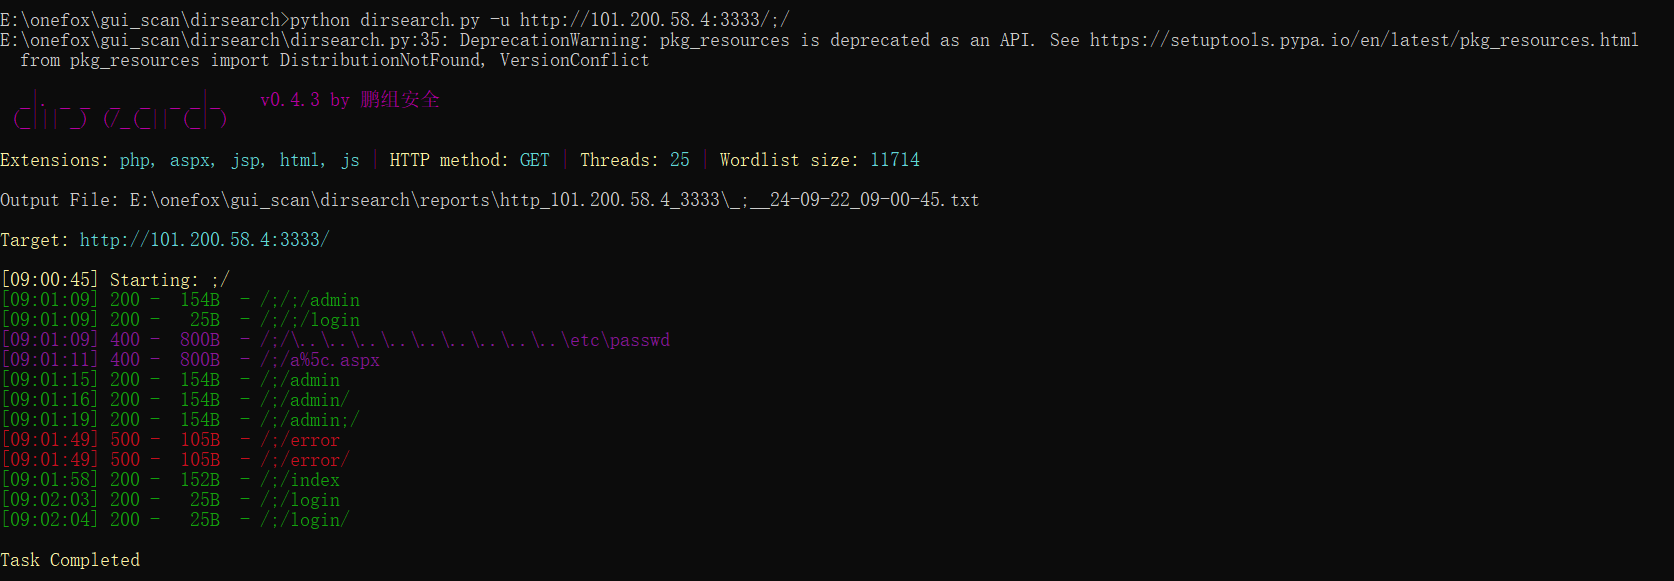 E:\onefox\gui_scan\dirsearch>python dirsearch.py -u http://101.200.58.4:3333/;/
E:\onefox\gui_scan\dirsearch\dirsearch.py:35: DeprecationWarning: pkg_resources is deprecated as an API. See https://setuptools.pypa.io/en/latest/pkg_resources.html
  from pkg_resources import DistributionNotFound, VersionConflict
v0.4.3 by 鹏组安全
Extensions: php, aspx, jsp, html, js | HTTP method: GET | Threads: 25 | Wordlist size: 11714
Output File: E:\onefox\gui_scan\dirsearch\reports\http_101.200.58.4_3333\_;__24-09-22_09-00-45.txt
Target: http://101.200.58.4:3333/
[09:00:45] Starting: ;/
[09:01:09] 200 -  154B  - /;/;/admin
[09:01:09] 200 -   25B  - /;/;/login
[09:01:09] 400 -  800B  - /;/\..\..\..\..\..\..\..\..\..\etc\passwd
[09:01:11] 400 -  800B  - /;/a%5c.aspx
[09:01:15] 200 -  154B  - /;/admin
[09:01:16] 200 -  154B  - /;/admin/
[09:01:19] 200 -  154B  - /;/admin;/
[09:01:49] 500 -  105B  - /;/error
[09:01:49] 500 -  105B  - /;/error/
[09:01:58] 200 -  152B  - /;/index
[09:02:03] 200 -   25B  - /;/login
[09:02:04] 200 -   25B  - /;/login/
Task Completed